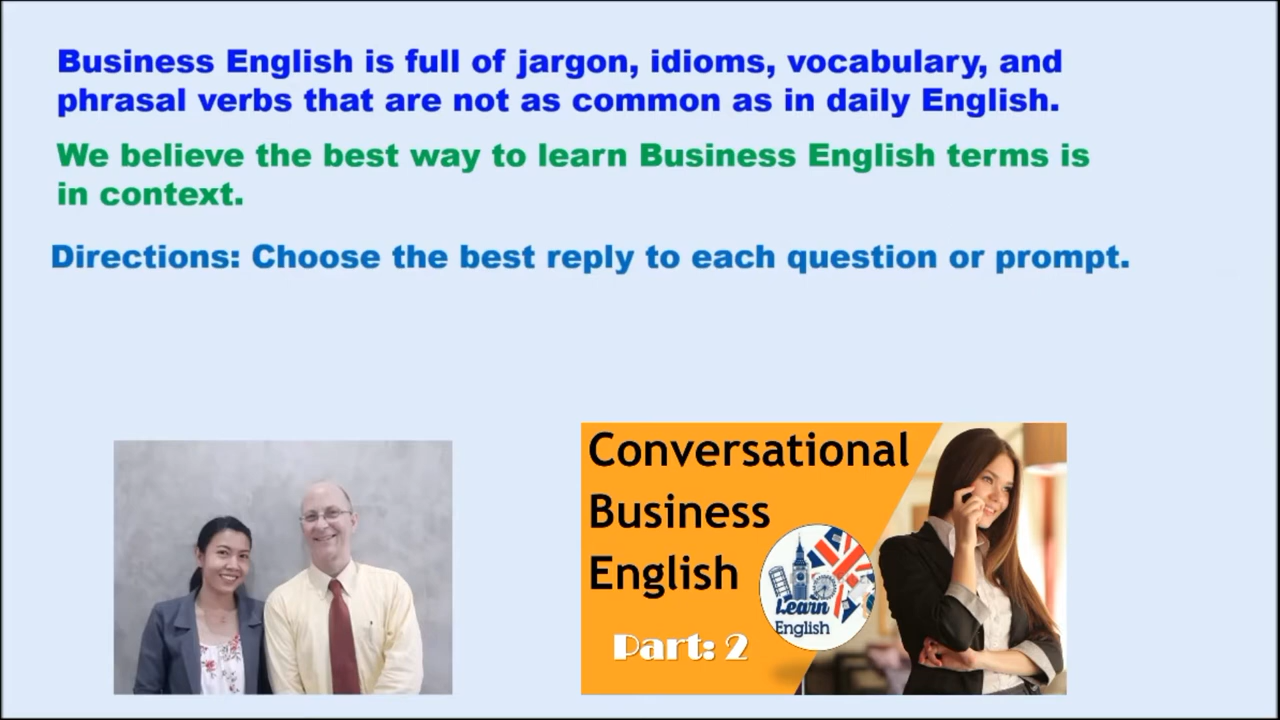 Business English is full of jargon, idioms, vocabulary, and
phrasal verbs that are not as common as in daily English.
We believe the best way to learn Business English terms is
in context.
Directions: Choose the best reply to each question or prompt.
Conversational
Business
English
Learn
English
Part: 2